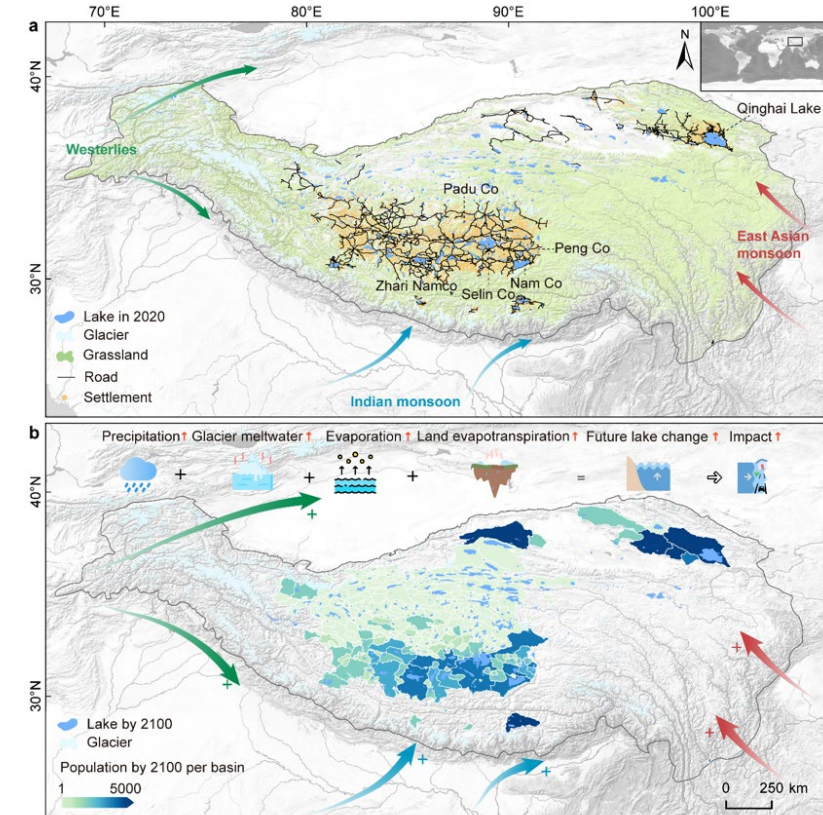 70°E 80°E 90°E 100°E
a
N
40°N
Qinghai Lake
Westerlies
Padu Co
East Asian
monsoon
Peng Co
30°N
Zhari Namco
Nam Co
Selin Co
Lake in 2020
Glacier
Grassland
Road
Settlement
Indian monsoon
b
Precipitation↑ Glacier meltwater↑ Evaporation↑ Land evapotranspiration↑ Future lake change↑ Impact↑
+ + + = ⇨
40°N
+
+
30°N
+
+
+
+
Lake by 2100
Glacier
Population by 2100 per basin
1 5000
0 250 km